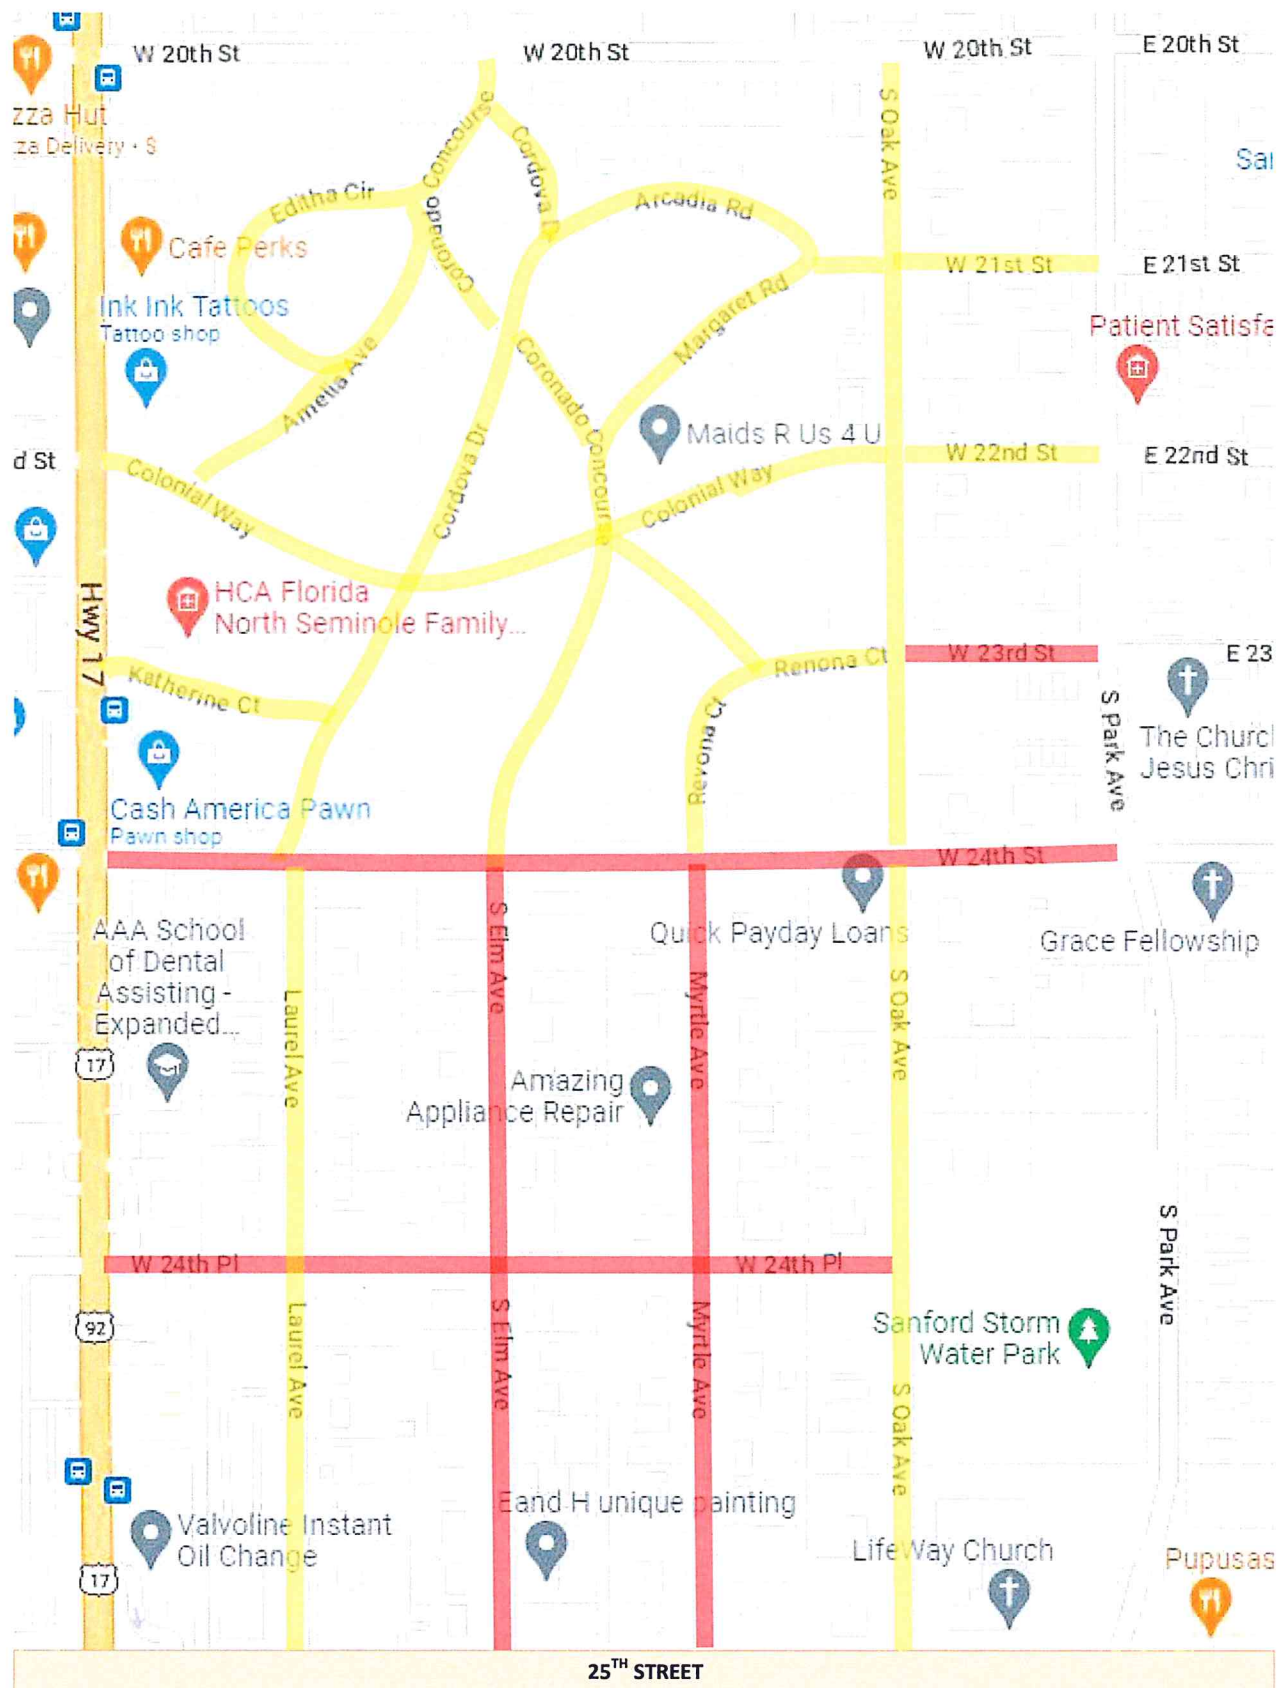 W 20th St
W 20th St
W 20th St
E 20th St
zza Hut
za Delivery · S
S Oak Ave
Concourse
Cordova D
Sa
Editha Cir
Arcadia Rd
Coronado
Cafe Perks
W 21st St
E 21st St
Ink Ink Tattoos
Tattoo shop
Margaret Rd
Patient Satisfa
Amelia Ave
Coronado Concourse
Maids R Us 4 U
d St
Colonial Way
Cordova Dr
Colonial Way
W 22nd St
E 22nd St
HCA Florida
North Seminole Family...
Hwy 17
Katherine Ct
Renona Ct
W 23rd St
E 23
Renona Ct
S Park Ave
The Churc
Jesus Chri
Cash America Pawn
Pawn shop
W 24th St
AAA School
of Dental
Assisting -
Expanded...
S Elm Ave
Quick Payday Loans
Grace Fellowship
Laurel Ave
Myrtle Ave
S Oak Ave
17
Amazing
Appliance Repair
W 24th Pl
W 24th Pl
S Park Ave
92
Laurel Ave
S Elm Ave
Myrtle Ave
Sanford Storm
Water Park
S Oak Ave
Eand H unique painting
Valvoline Instant
Oil Change
LifeWay Church
Pupusas
17
25TH STREET